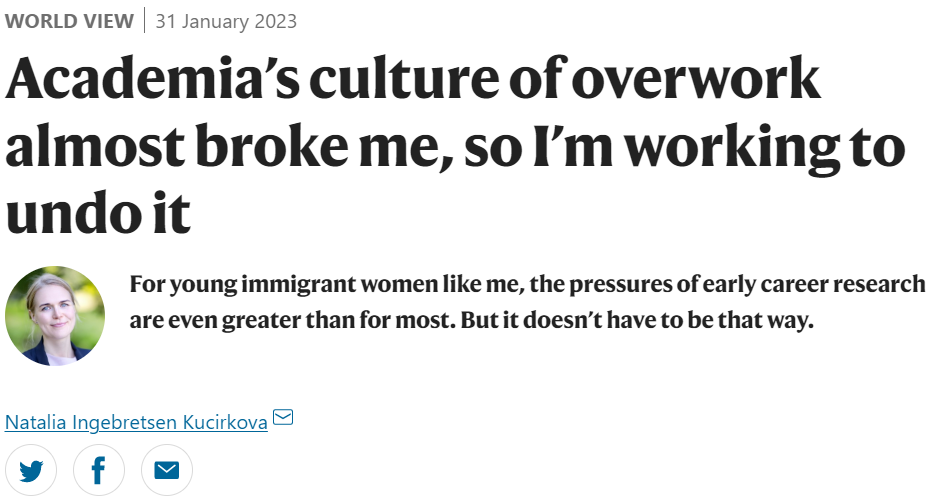 WORLD VIEW | 31 January 2023
Academia’s culture of overwork
almost broke me, so I’m working to
undo it
For young immigrant women like me, the pressures of early career research
are even greater than for most. But it doesn’t have to be that way.
Natalia Ingebretsen Kucirkova